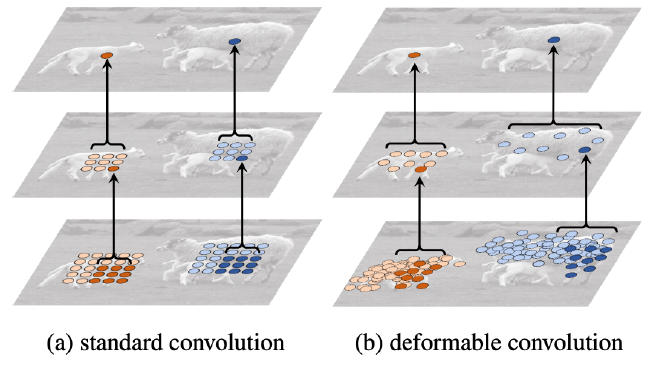 (a) standard convolution
(b) deformable convolution